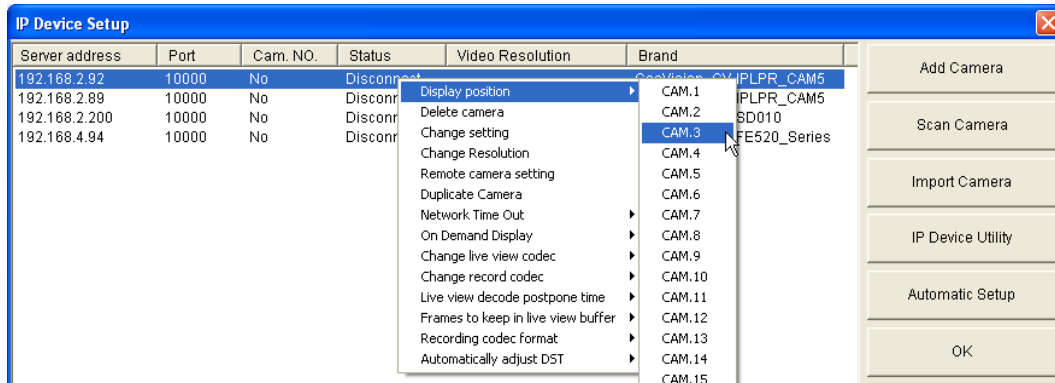 IP Device Setup
Server address Port Cam. NO. Status Video Resolution Brand
192.168.2.92 10000 No Disconnect
192.168.2.89 10000 No Disconr IPLPR_CAM5
192.168.2.200 10000 No Disconr SD010
192.168.4.94 10000 No Disconr FE520_Series
Display position
Delete camera
Change setting
Change Resolution
Remote camera setting
Duplicate Camera
Network Time Out
On Demand Display
Change live view codec
Change record codec
Live view decode postpone time
Frames to keep in live view buffer
Recording codec format
Automatically adjust DST
CAM.1
CAM.2
CAM.3
CAM.4
CAM.5
CAM.6
CAM.7
CAM.8
CAM.9
CAM.10
CAM.11
CAM.12
CAM.13
CAM.14
CAM.15
Add Camera
Scan Camera
Import Camera
IP Device Utility
Automatic Setup
OK